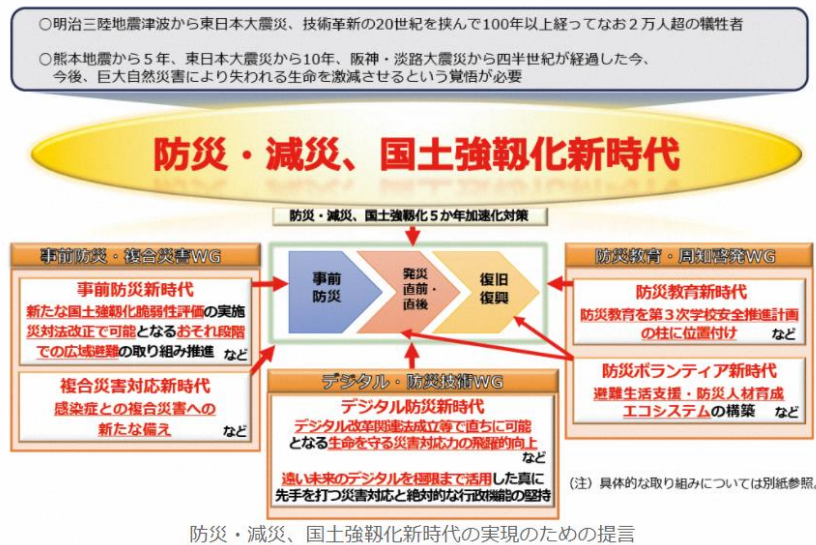 ○明治三陸地震津波から東日本大震災、技術革新の20世紀を挟んで100年以上経ってなお２万人超の犠牲者
○熊本地震から５年、東日本大震災から10年、阪神・淡路大震災から四半世紀が経過した今、
今後、巨大自然災害により失われる生命を激減させるという覚悟が必要
防災・減災、国土強靱化新時代
防災・減災、国土強靱化５か年加速化対策
事前防災・複合災害WG
事前防災新時代
新たな国土強靱化脆弱性評価の実施
災対法改正で可能となるおそれ段階
での広域避難の取り組み推進 など
複合災害対応新時代
感染症との複合災害への
新たな備え など
事前
防災
発災
直前・
直後
復旧
復興
デジタル・防災技術WG
デジタル防災新時代
デジタル改革関連法成立等で直ちに可能
となる生命を守る災害対応力の飛躍的向上
など
遠い未来のデジタルを極限まで活用した真に
先手を打つ災害対応と絶対的な行政機能の堅持
防災教育・周知啓発WG
防災教育新時代
防災教育を第３次学校安全推進計画
の柱に位置付け など
防災ボランティア新時代
避難生活支援・防災人材育成
エコシステムの構築 など
（注）具体的な取り組みについては別紙参照。
防災・減災、国土強靱化新時代の実現のための提言